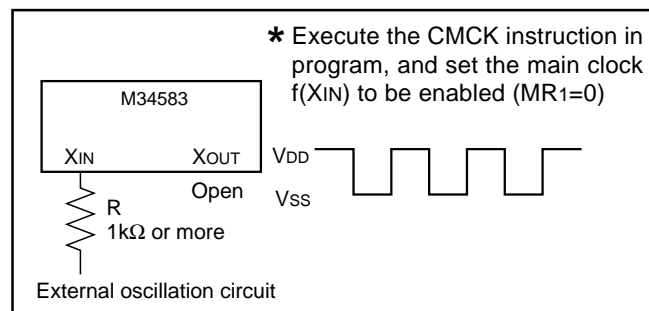 * Execute the CMCK instruction in
program, and set the main clock
f(XIN) to be enabled (MR1=0)
M34583
XIN XOUT
Open
R
1kΩ or more
External oscillation circuit
VDD
VSS